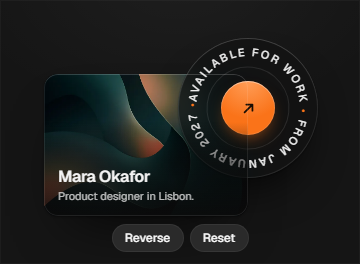 AVAILABLE FOR WORK • FROM JANUARY 2027 •
Mara Okafor
Product designer in Lisbon.
Reverse
Reset